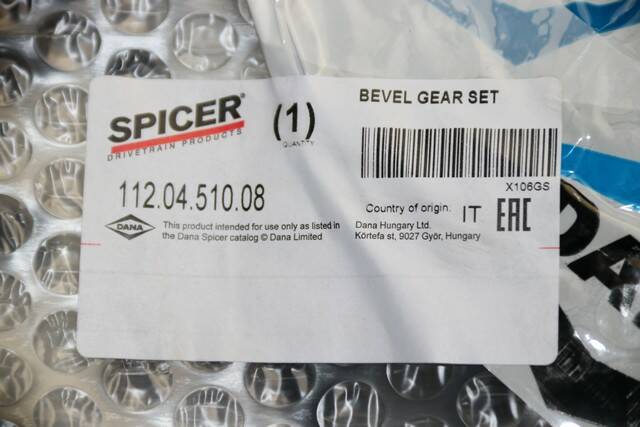 SPICER®
DRIVETRAIN PRODUCTS
(1)
QUANTITY
BEVEL GEAR SET
X106GS
112.04.510.08
Country of origin: IT EAC
DANA
This product intended for use only as listed in
the Dana Spicer catalog © Dana Limited
Dana Hungary Ltd.
Körtefa st, 9027 Györ, Hungary
DA